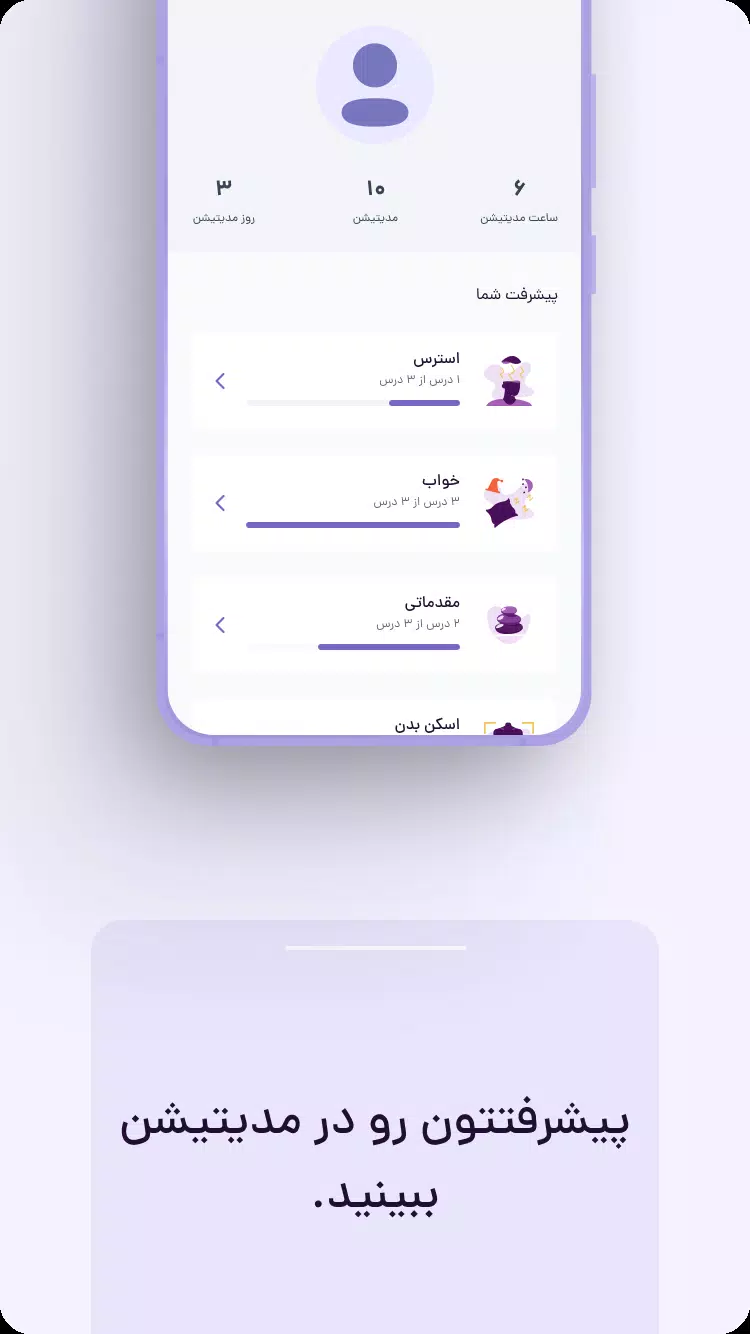 ۶ ۱۰ ۳
ساعت مدیتیشن مدیتیشن روز مدیتیشن
پیشرفت شما
استرس
۱ درس از ۳ درس
خواب
۳ درس از ۳ درس
مقدماتی
۲ درس از ۳ درس
اسکن بدن
پیشرفتتون رو در مدیتیشن
ببینید.